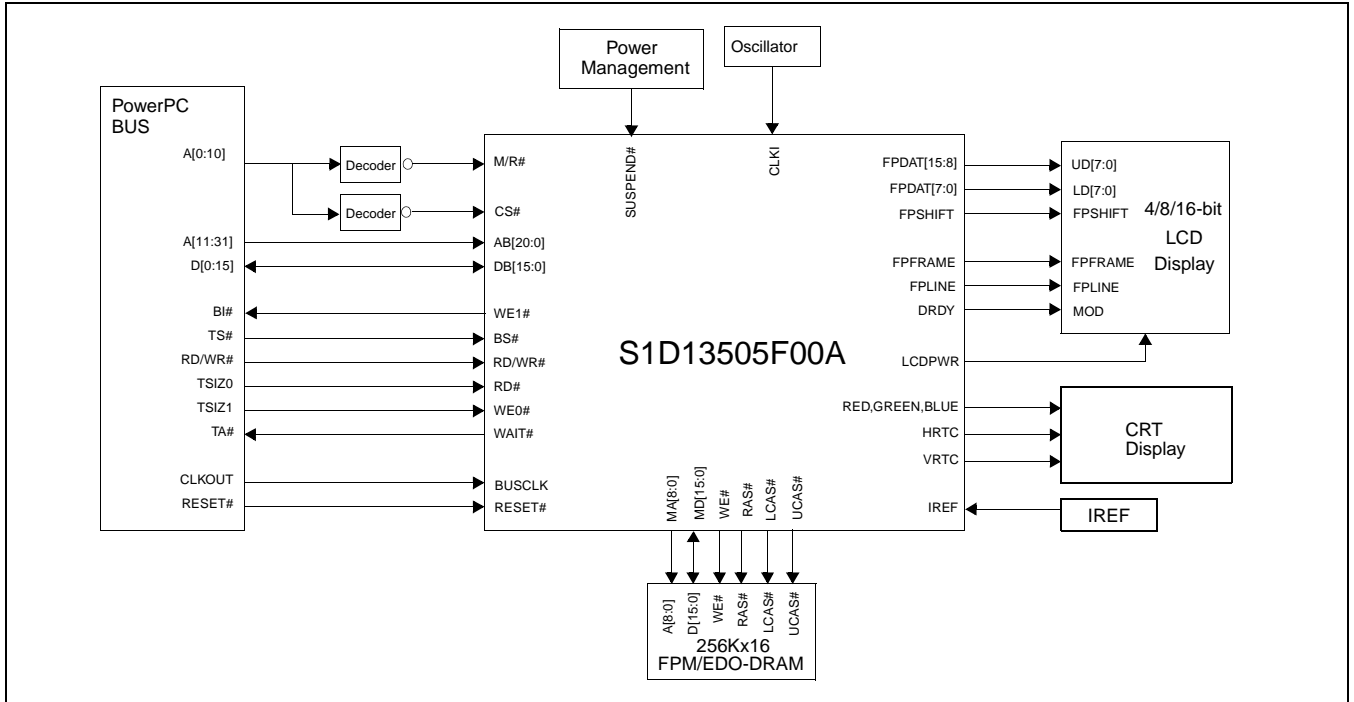 Power
Management
Oscillator
PowerPC
BUS
A[0:10]
Decoder
M/R#
Decoder
CS#
A[11:31]
AB[20:0]
D[0:15]
DB[15:0]
BI#
WE1#
TS#
BS#
RD/WR#
RD/WR#
TSIZ0
RD#
TSIZ1
WE0#
TA#
WAIT#
CLKOUT
BUSCLK
RESET#
RESET#
SUSPEND#
CLKI
S1D13505F00A
FPDAT[15:8]
UD[7:0]
FPDAT[7:0]
LD[7:0]
FPSHIFT
FPSHIFT
4/8/16-bit
LCD
Display
FPFRAME
FPFRAME
FPLINE
FPLINE
DRDY
MOD
LCDPWR
RED,GREEN,BLUE
HRTC
VRTC
CRT
Display
IREF
IREF
MA[8:0]
MD[15:0]
WE#
RAS#
LCAS#
UCAS#
A[8:0]
D[15:0]
WE#
RAS#
LCAS#
UCAS#
256Kx16
FPM/EDO-DRAM